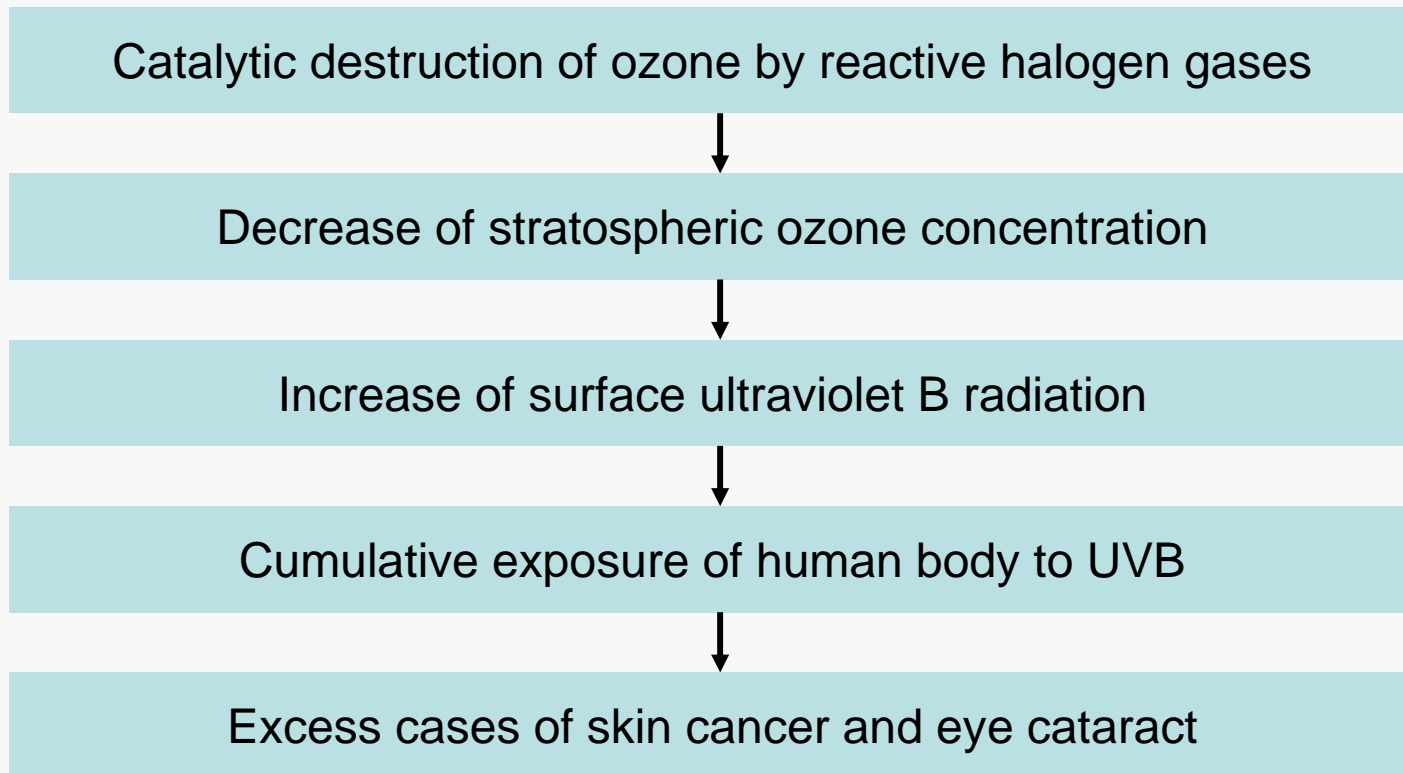 Catalytic destruction of ozone by reactive halogen gases
Decrease of stratospheric ozone concentration
Increase of surface ultraviolet B radiation
Cumulative exposure of human body to UVB
Excess cases of skin cancer and eye cataract